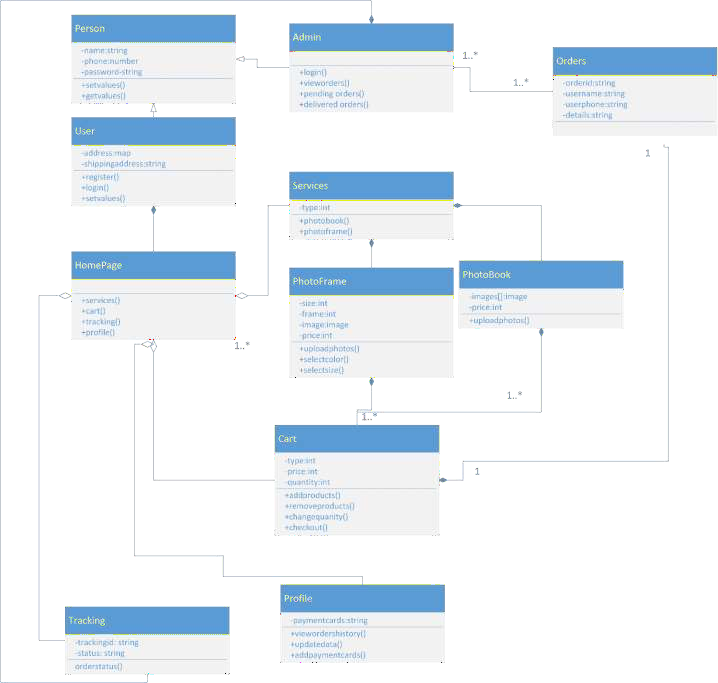 Person
-name:string
-phone:number
-password-string
+setvalues()
+getvalues()
Admin
+login()
+vieworders()
+pending orders()
+delivered orders()
1..*
1..*
Orders
-orderid:string
-username:string
-userphone:string
-details:string
1
User
-address:map
-shippingaddress:string
+register()
+login()
+setvalues()
Services
-type:int
+photobook()
+photoframe()
HomePage
+services()
+cart()
+tracking()
+profile()
1..*
PhotoFrame
-size:int
-frame:int
-image:image
-price:int
+uploadphotos()
+selectcolor()
+selectsize()
PhotoBook
-images[]:image
-price:int
+uploadphotos()
1..*
1..*
Cart
-type:int
-price:int
-quantity:int
+addproducts()
+removeproducts()
+changequanity()
+checkout()
1
Profile
-paymentcards:string
+viewordershistory()
+updatedata()
+addpaymentcards()
Tracking
-trackingid: string
-status: string
orderstatus()